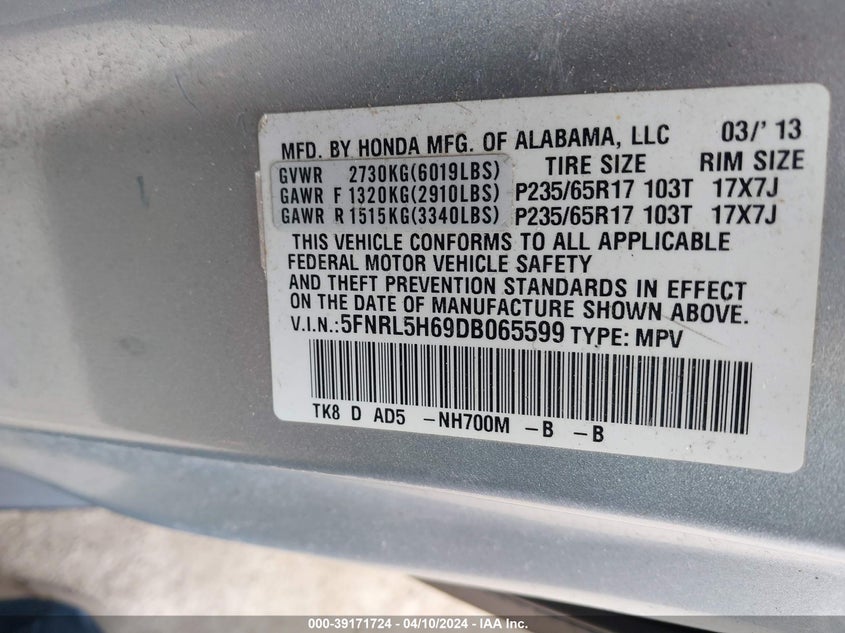 MFD. BY HONDA MFG. OF ALABAMA, LLC 03/' 13
GVWR 2730KG(6019LBS) TIRE SIZE RIM SIZE
GAWR F 1320KG(2910LBS) P235/65R17 103T 17X7J
GAWR R 1515KG(3340LBS) P235/65R17 103T 17X7J
THIS VEHICLE CONFORMS TO ALL APPLICABLE
FEDERAL MOTOR VEHICLE SAFETY
AND THEFT PREVENTION STANDARDS IN EFFECT
ON THE DATE OF MANUFACTURE SHOWN ABOVE.
V.I.N.:5FNRL5H69DB065599 TYPE: MPV
TK8 D AD5 -NH700M -B -B
000-39171724 - 04/10/2024 - IAA Inc.